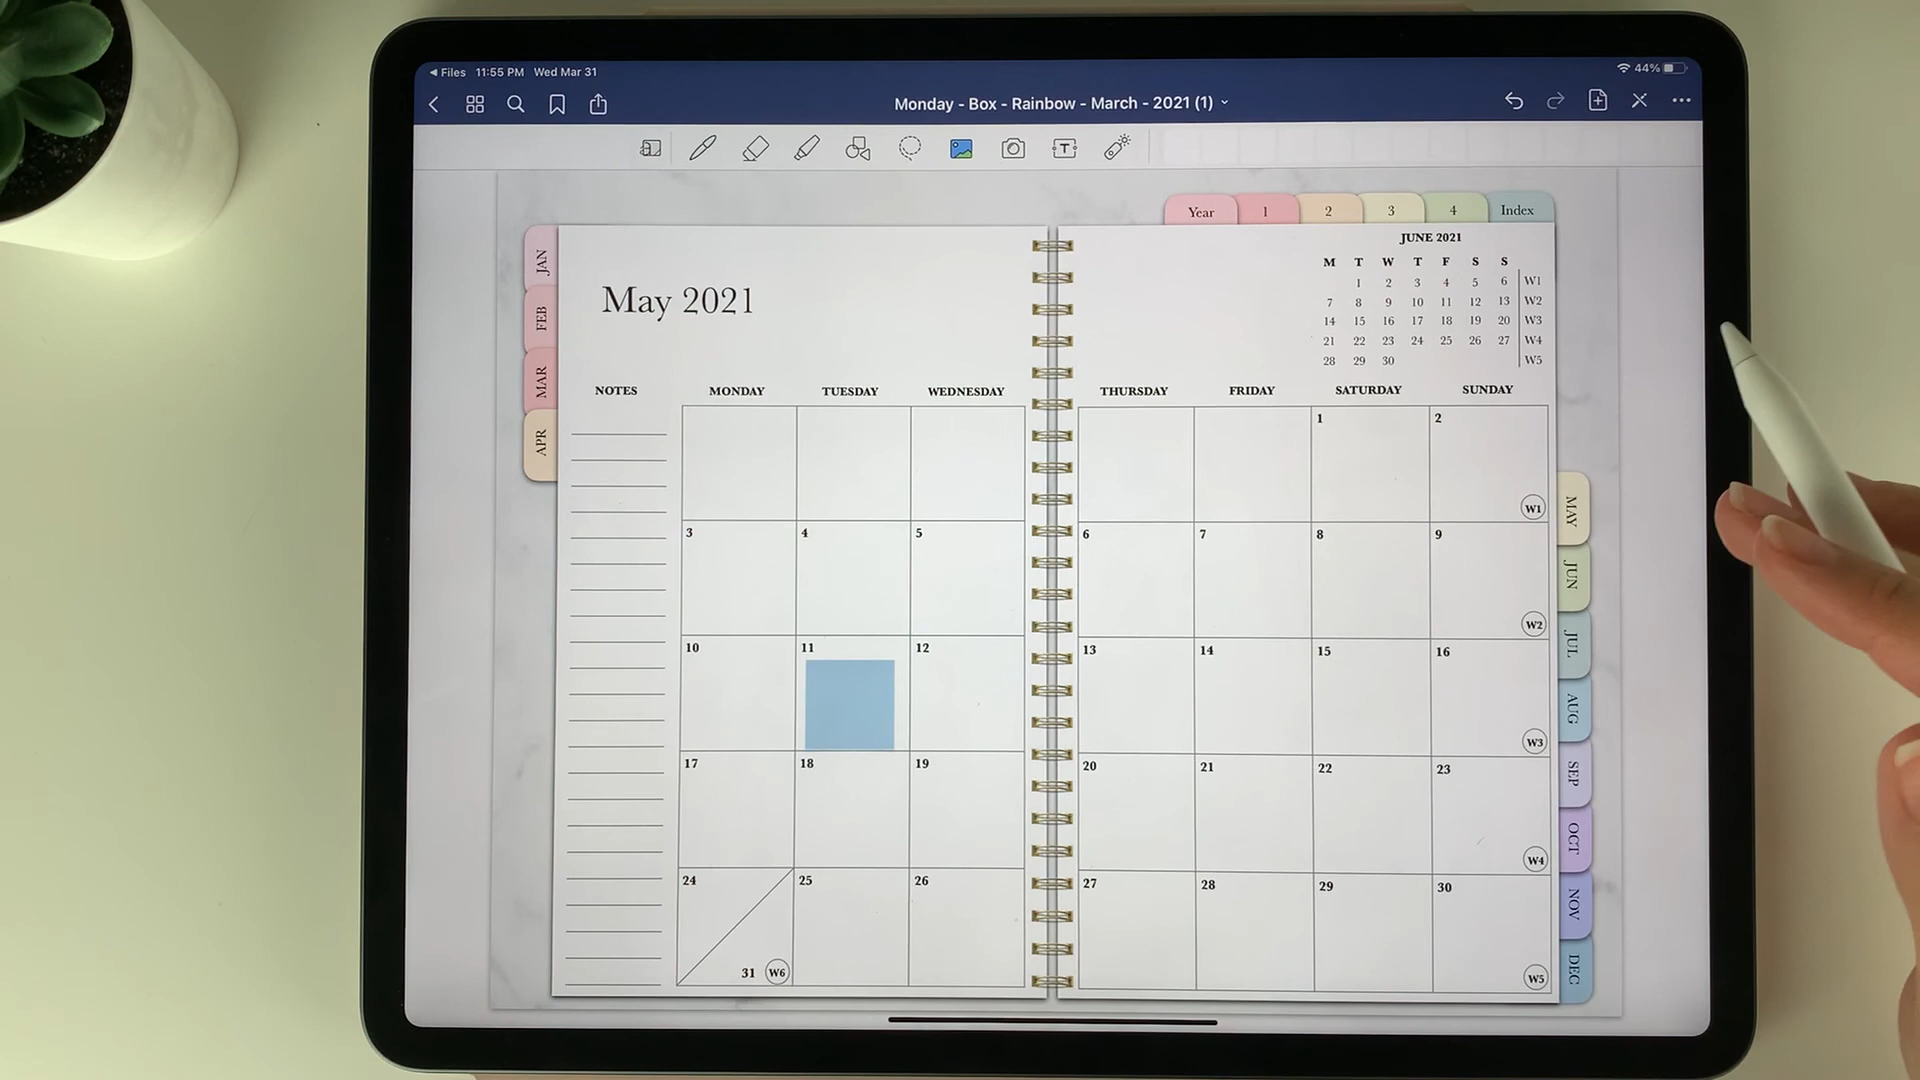 Files 11:55 PM Wed Mar 31
44%
Monday - Box - Rainbow - March - 2021 (1)
T
Year 1 2 3 4 Index
JAN
FEB
MAR
APR
May 2021
JUNE 2021
M T W T F S S
1 2 3 4 5 6 W1
7 8 9 10 11 12 13 W2
14 15 16 17 18 19 20 W3
21 22 23 24 25 26 27 W4
28 29 30 W5
NOTES MONDAY TUESDAY WEDNESDAY THURSDAY FRIDAY SATURDAY SUNDAY
1 2
W1
3 4 5 6 7 8 9
W2
10 11 12 13 14 15 16
W3
17 18 19 20 21 22 23
W4
24 25 26 27 28 29 30
31 W6 W5
MAY
JUN
JUL
AUG
SEP
OCT
NOV
DEC